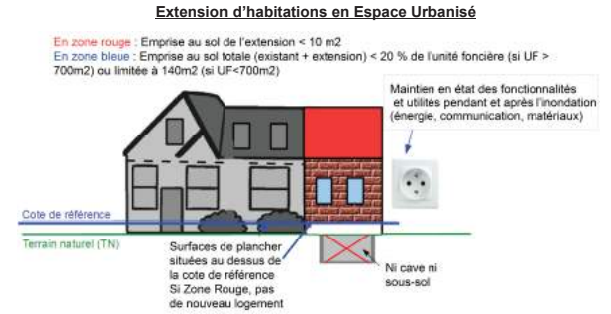 Extension d'habitations en Espace Urbanisé
En zone rouge : Emprise au sol de l'extension < 10 m2
En zone bleue : Emprise au sol totale (existant + extension) < 20 % de l'unité foncière (si UF >
700m2) ou limitée à 140m2 (si UF<700m2)
Maintien en état des fonctionnalités
et utilités pendant et après l'inondation
(énergie, communication, matériaux)
Cote de référence
Terrain naturel (TN)
Surfaces de plancher
situées au dessus de
la cote de référence
Si Zone Rouge, pas
de nouveau logement
Ni cave ni
sous-sol